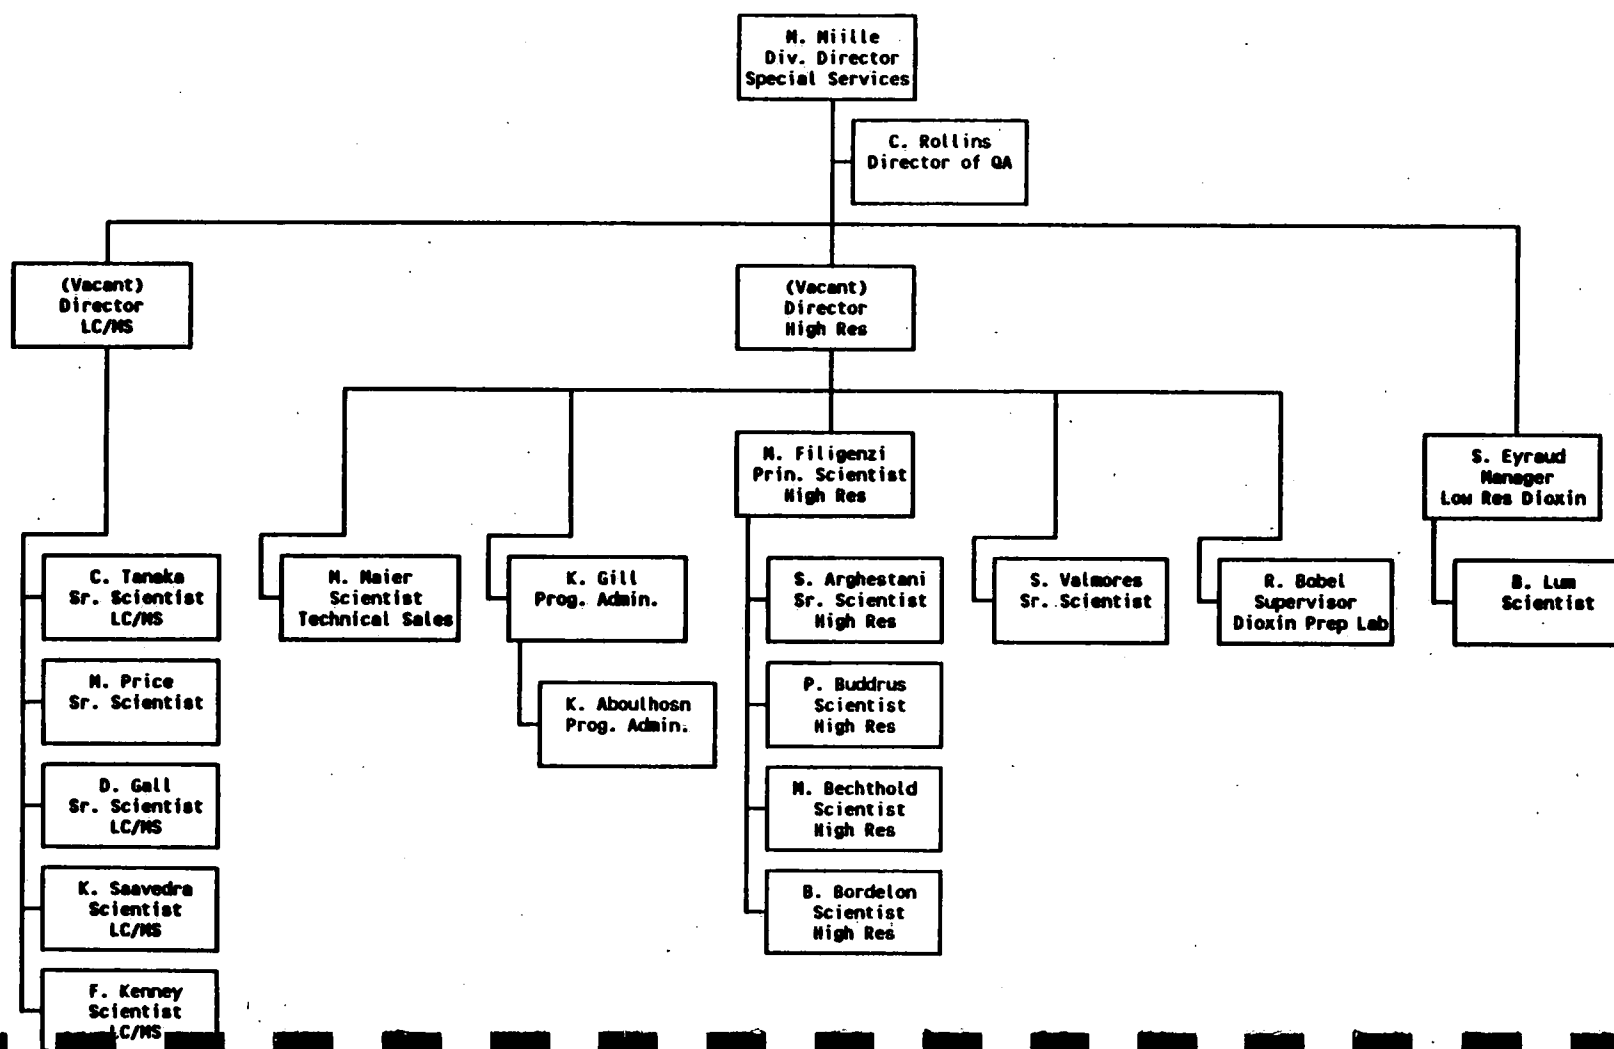 M. Miille
Div. Director
Special Services
C. Rollins
Director of QA
(Vacant)
Director
LC/MS
(Vacant)
Director
High Res
M. Filigenzi
Prin. Scientist
High Res
S. Eyraud
Manager
Low Res Dioxin
C. Tanaka
Sr. Scientist
LC/MS
M. Price
Sr. Scientist
D. Gall
Sr. Scientist
LC/MS
K. Saavedra
Scientist
LC/MS
F. Kenney
Scientist
LC/MS
M. Maier
Scientist
Technical Sales
K. Gill
Prog. Admin.
K. Aboulhosn
Prog. Admin.
S. Arghestani
Sr. Scientist
High Res
P. Buddrus
Scientist
High Res
M. Bechthold
Scientist
High Res
B. Bordelon
Scientist
High Res
S. Valmores
Sr. Scientist
R. Bobel
Supervisor
Dioxin Prep Lab
B. Lum
Scientist